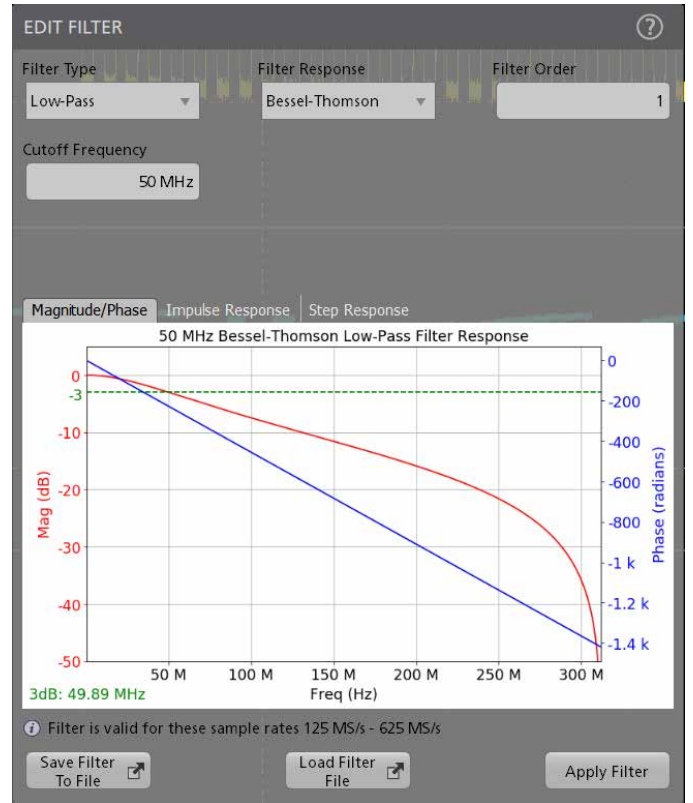 EDIT FILTER
?
Filter Type Filter Response Filter Order
Low-Pass Bessel-Thomson 1
Cutoff Frequency
50 MHz
Magnitude/Phase Impulse Response Step Response
50 MHz Bessel-Thomson Low-Pass Filter Response
0
-3
-10
-20
-30
-40
-50
Mag (dB)
0
-200
-400
-600
-800
-1 k
-1.2 k
-1.4 k
Phase (radians)
50 M 100 M 150 M 200 M 250 M 300 M
3dB: 49.89 MHz Freq (Hz)
i Filter is valid for these sample rates 125 MS/s - 625 MS/s
Save Filter
To File
Load Filter
File
Apply Filter